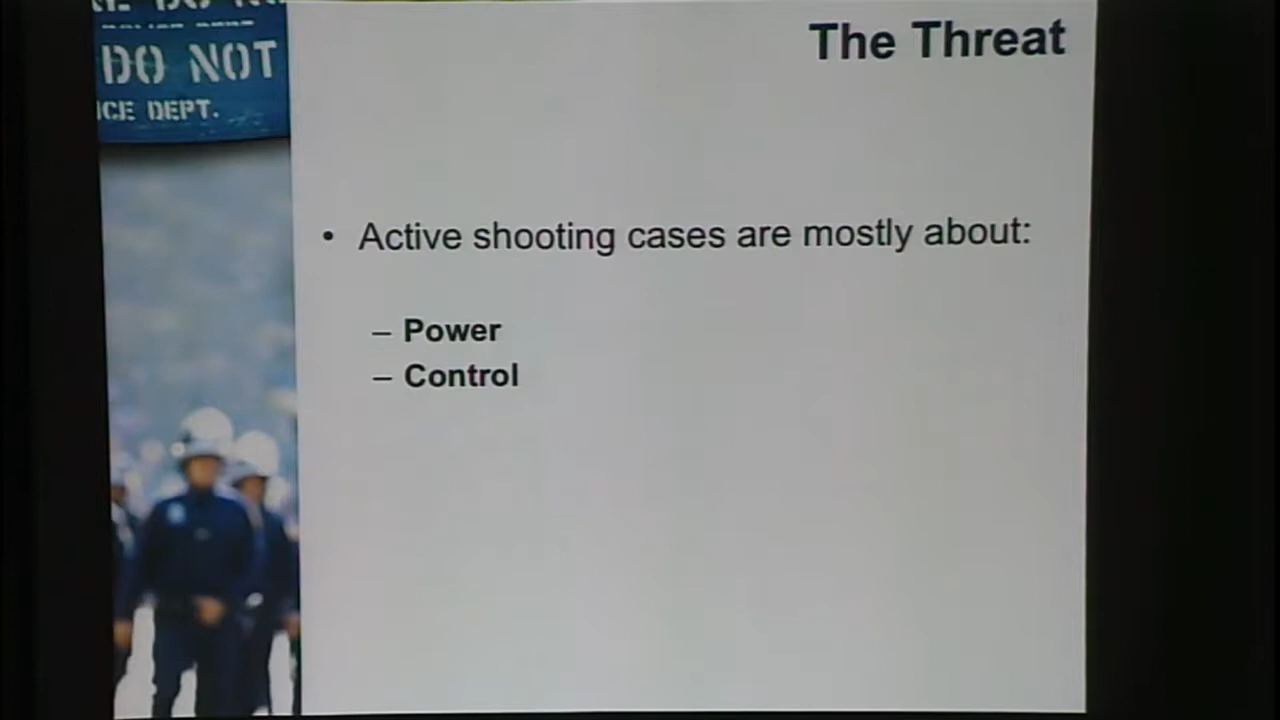 DO NOT
ICE DEPT.
The Threat
• Active shooting cases are mostly about:
– Power
– Control